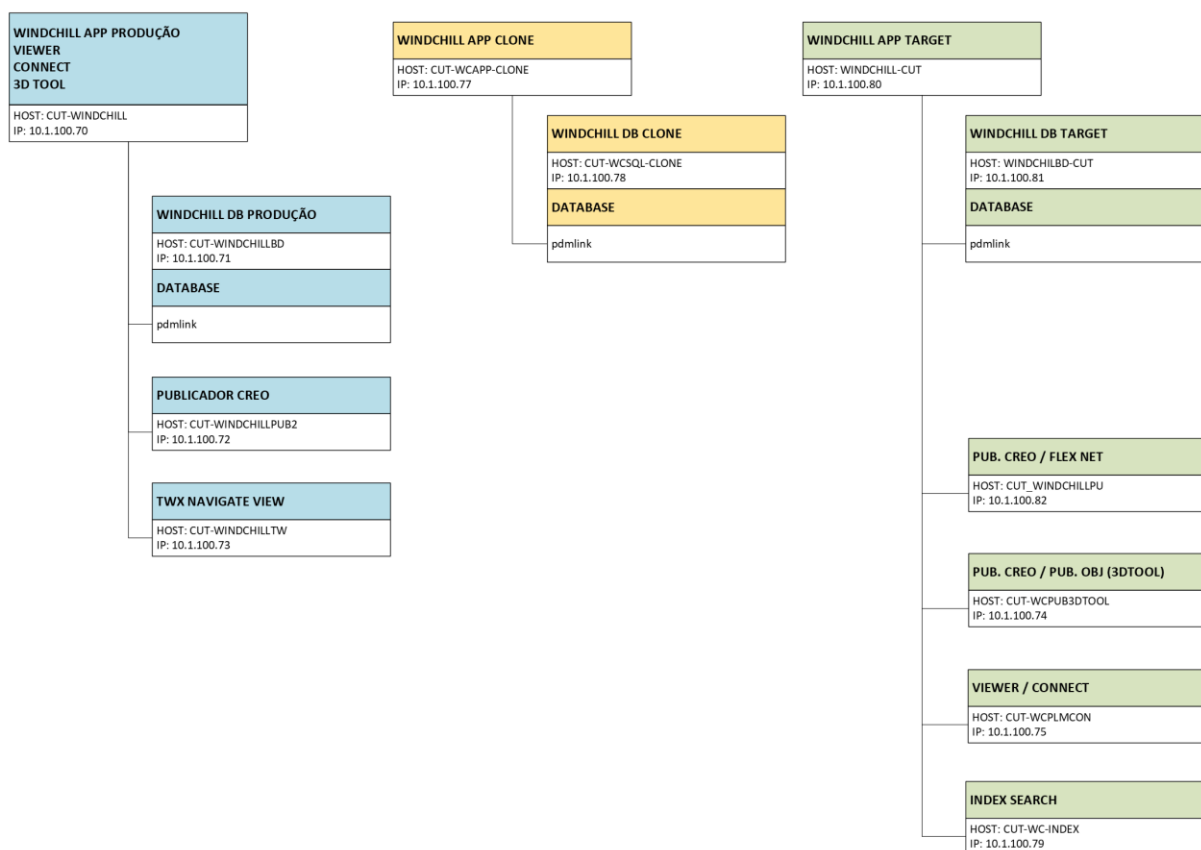 WINDCHILL APP PRODUÇÃO
VIEWER
CONNECT
3D TOOL
HOST: CUT-WINDCHILL
IP: 10.1.100.70
WINDCHILL DB PRODUÇÃO
HOST: CUT-WINDCHILLBD
IP: 10.1.100.71
DATABASE
pdmlink
PUBLICADOR CREO
HOST: CUT-WINDCHILLPUB2
IP: 10.1.100.72
TWX NAVIGATE VIEW
HOST: CUT-WINDCHILLTW
IP: 10.1.100.73
WINDCHILL APP CLONE
HOST: CUT-WCAPP-CLONE
IP: 10.1.100.77
WINDCHILL DB CLONE
HOST: CUT-WCSQL-CLONE
IP: 10.1.100.78
DATABASE
pdmlink
WINDCHILL APP TARGET
HOST: WINDCHILL-CUT
IP: 10.1.100.80
WINDCHILL DB TARGET
HOST: WINDCHILBD-CUT
IP: 10.1.100.81
DATABASE
pdmlink
PUB. CREO / FLEX NET
HOST: CUT_WINDCHILLPU
IP: 10.1.100.82
PUB. CREO / PUB. OBJ (3DTOOL)
HOST: CUT-WCPUB3DTOOL
IP: 10.1.100.74
VIEWER / CONNECT
HOST: CUT-WCPLMCON
IP: 10.1.100.75
INDEX SEARCH
HOST: CUT-WC-INDEX
IP: 10.1.100.79